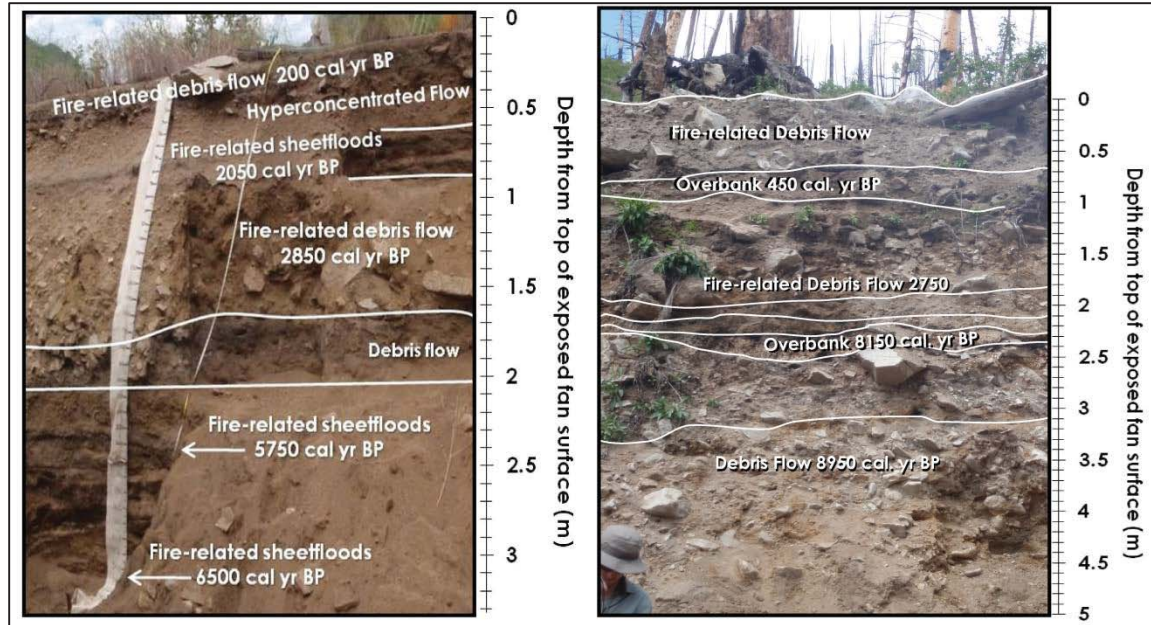 Fire-related debris flow 200 cal yr BP
Hyperconcentrated Flow
Fire-related sheetfloods
2050 cal yr BP
Fire-related debris flow
2850 cal yr BP
Debris flow
Fire-related sheetfloods
5750 cal yr BP
Fire-related sheetfloods
6500 cal yr BP
0
0.5
1
1.5
2
2.5
3
Depth from top of exposed fan surface (m)
Fire-related Debris Flow
Overbank 450 cal. yr BP
Fire-related Debris Flow 2750
Overbank 8150 cal. yr BP
Debris Flow 8950 cal. yr BP
0
0.5
1
1.5
2
2.5
3
3.5
4
4.5
5
Depth from top of exposed fan surface (m)